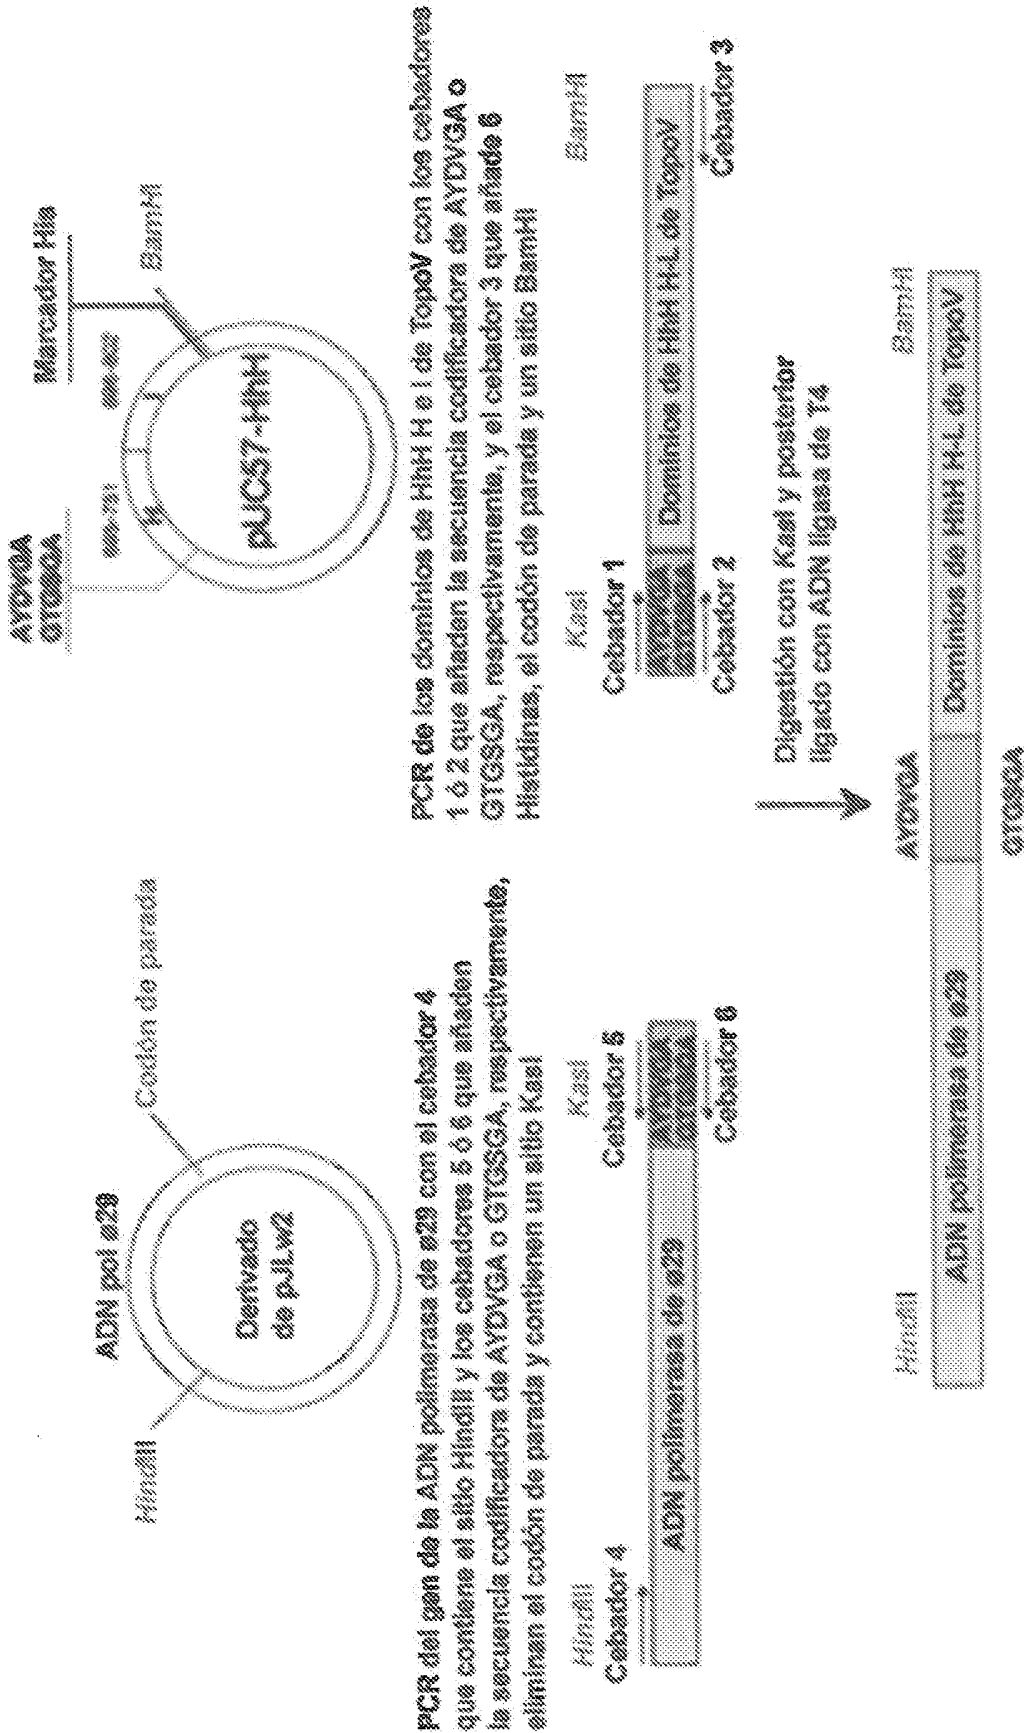 ADN pol ø29
HindIII
Codón de parada
Derivado
de pJLw2
PCR del gen de la ADN polimerasa de ø29 con el cebador 4
que contiene el sitio HindIII y los cebadores 5 ó 6 que añaden
la secuencia codificadora de AYDVGA o GTGSGA, respectivamente,
eliminan el codón de parada y contienen un sitio KasI
HindIII
KasI
Cebador 4
Cebador 5
ADN polimerasa de ø29
Cebador 6
AYDVGA
GTGSGA
Marcador His
BamHI
H
I
pUC57-HhH
PCR de los dominios de HhH H e I de TopoV con los cebadores
1 ó 2 que añaden la secuencia codificadora de AYDVGA o
GTGSGA, respectivamente, y el cebador 3 que añade 6
Histidinas, el codón de parada y un sitio BamHI
KasI
BamHI
Cebador 1
Dominios de HhH H-L de TopoV
Cebador 2
Cebador 3
Digestión con KasI y posterior
ligado con ADN ligasa de T4
HindIII
AYDVGA
BamHI
ADN polimerasa de ø29
Dominios de HhH H-L de TopoV
GTGSGA